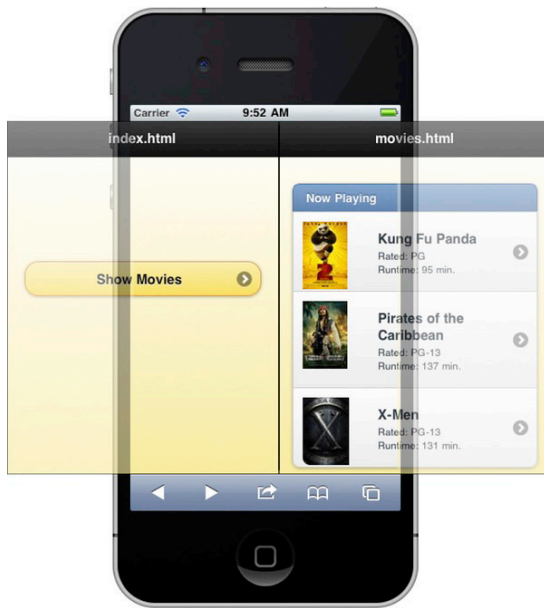 Carrier 9:52 AM
index.html
movies.html
Show Movies
Now Playing
Kung Fu Panda
Rated: PG
Runtime: 95 min.
2
Pirates of the
Caribbean
Rated: PG-13
Runtime: 137 min.
X-Men
Rated: PG-13
Runtime: 131 min.